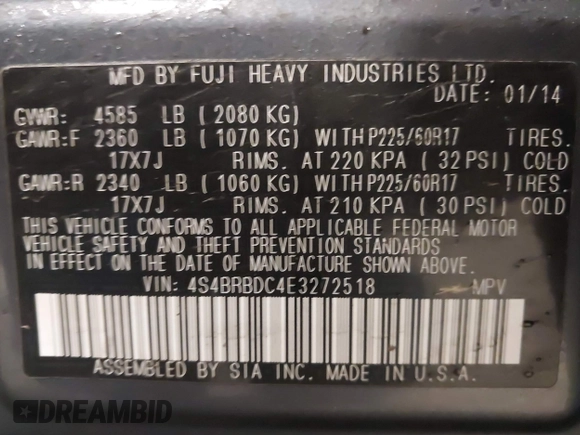 MFD BY FUJI HEAVY INDUSTRIES LTD.
DATE: 01/14
GVWR: 4585 LB ( 2080 KG)
GAWR:F 2360 LB ( 1070 KG) WITH P225/60R17 TIRES.
17X7J RIMS. AT 220 KPA ( 32 PSI) COLD
GAWR:R 2340 LB ( 1060 KG) WITH P225/60R17 TIRES.
17X7J RIMS. AT 210 KPA ( 30 PSI) COLD
THIS VEHICLE CONFORMS TO ALL APPLICABLE FEDERAL MOTOR
VEHICLE SAFETY AND THEFT PREVENTION STANDARDS
IN EFFECT ON THE DATE OF MANUFACTURE SHOWN ABOVE.
VIN: 4S4BRBDC4E3272518 MPV
ASSEMBLED BY SIA INC. MADE IN U.S.A.
DREAMBID